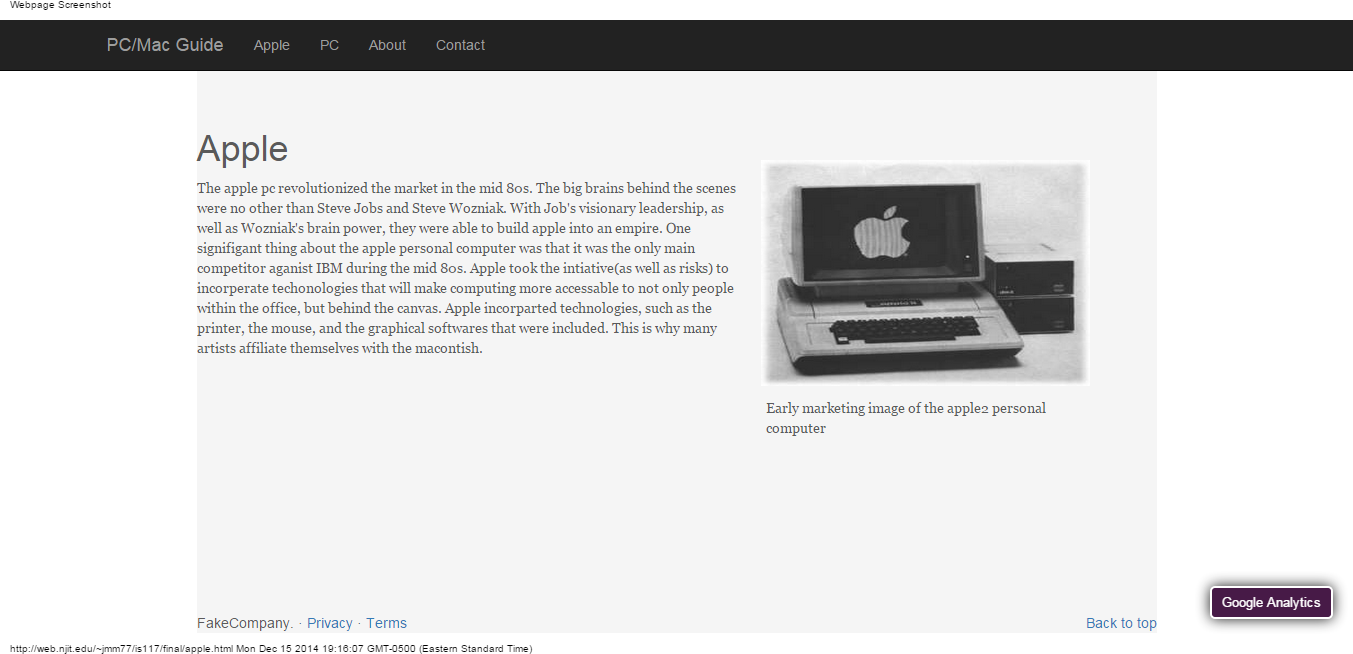 Webpage Screenshot
PC/Mac Guide Apple PC About Contact
Apple
The apple pc revolutionized the market in the mid 80s. The big brains behind the scenes
were no other than Steve Jobs and Steve Wozniak. With Job's visionary leadership, as
well as Wozniak's brain power, they were able to build apple into an empire. One
signifigant thing about the apple personal computer was that it was the only main
competitor aganist IBM during the mid 80s. Apple took the intiative(as well as risks) to
incorperate techonologies that will make computing more accessable to not only people
within the office, but behind the canvas. Apple incorparted technologies, such as the
printer, the mouse, and the graphical softwares that were included. This is why many
artists affiliate themselves with the macontish.
Early marketing image of the apple2 personal
computer
FakeCompany. · Privacy · Terms
Back to top
Google Analytics
http://web.njit.edu/~jmm77/is117/final/apple.html Mon Dec 15 2014 19:16:07 GMT-0500 (Eastern Standard Time)